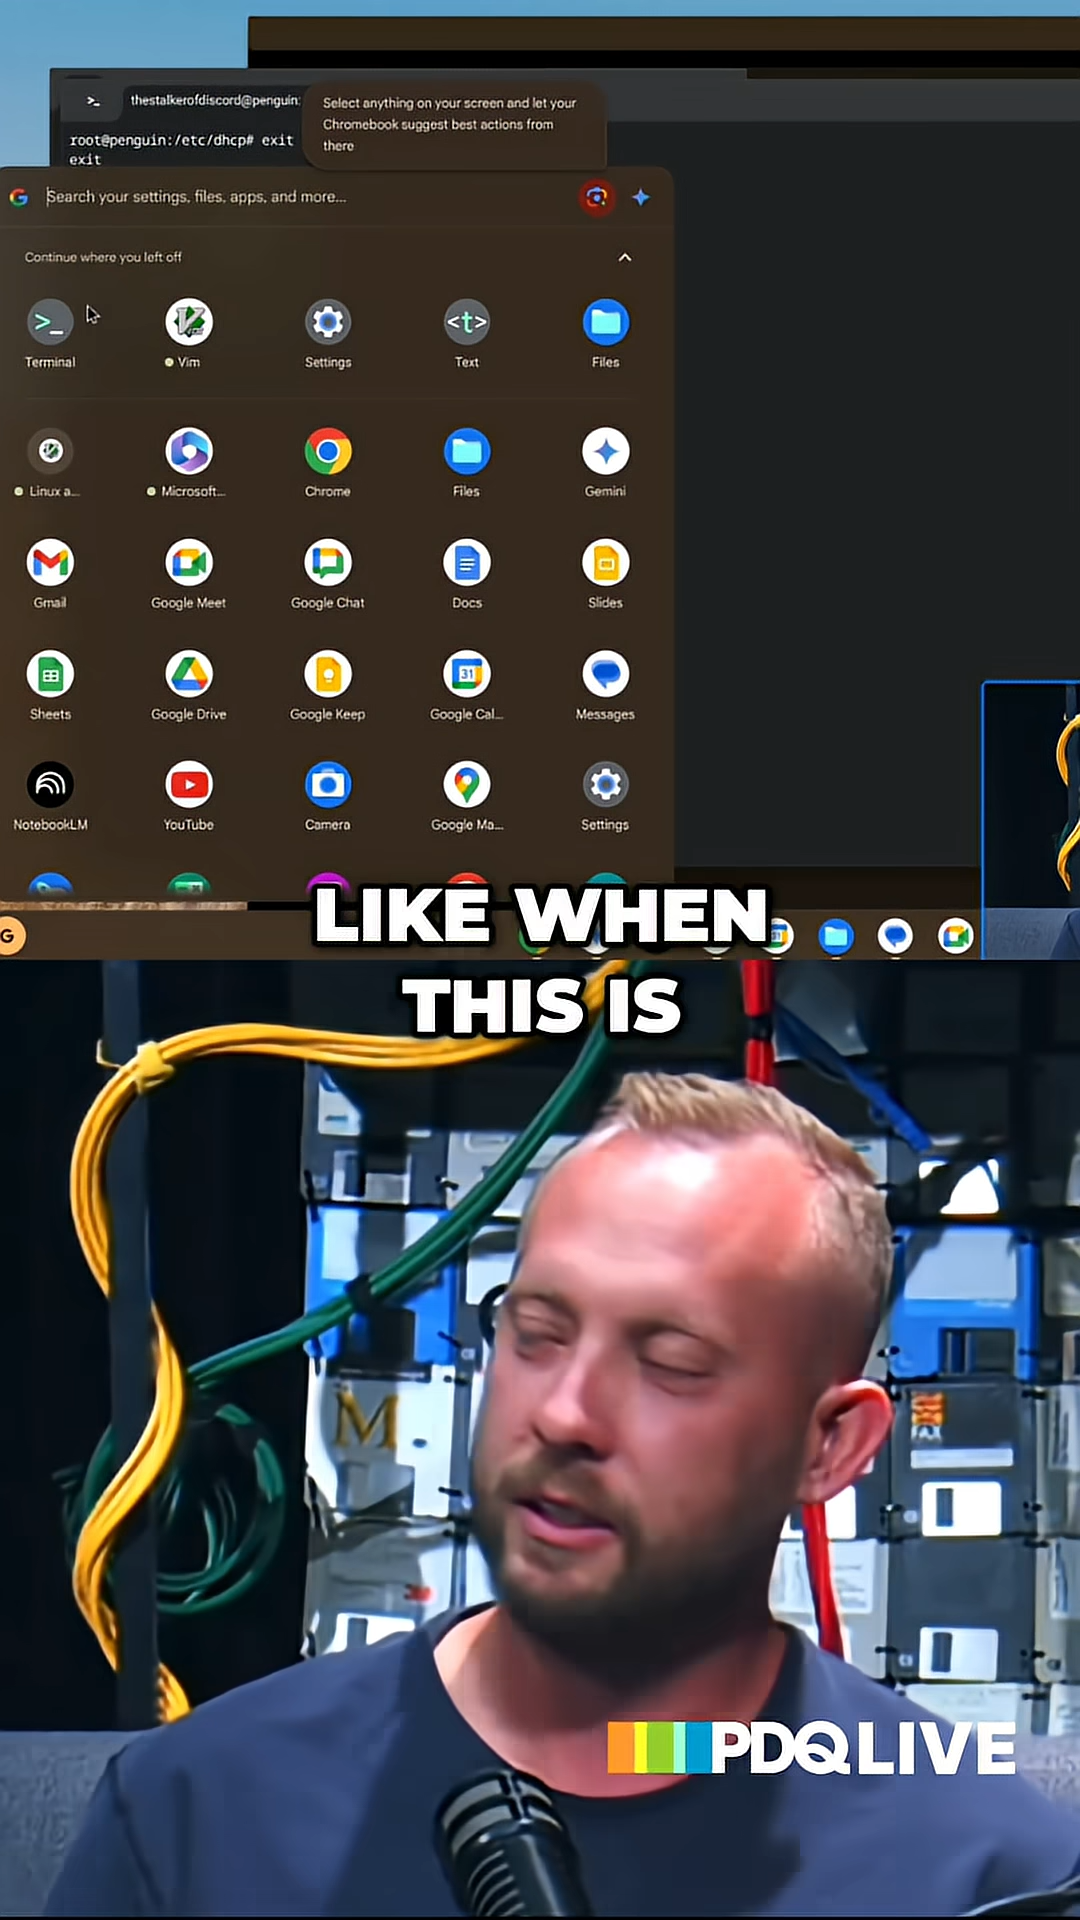 thestalkerofdiscord@penguin:
root@penguin:/etc/dhcp# exit
exit
Select anything on your screen and let your
Chromebook suggest best actions from
there
Search your settings, files, apps, and more...
Continue where you left off
Terminal
Vim
Settings
<t>
Text
Files
Linux a...
Microsoft...
Chrome
Files
Gemini
Gmail
Google Meet
Google Chat
Docs
Slides
Sheets
Google Drive
Google Keep
31
Google Cal...
Messages
NotebookLM
YouTube
Camera
Google Ma...
Settings
G
31
LIKE WHEN
THIS IS
M
FAX
PDQLIVE